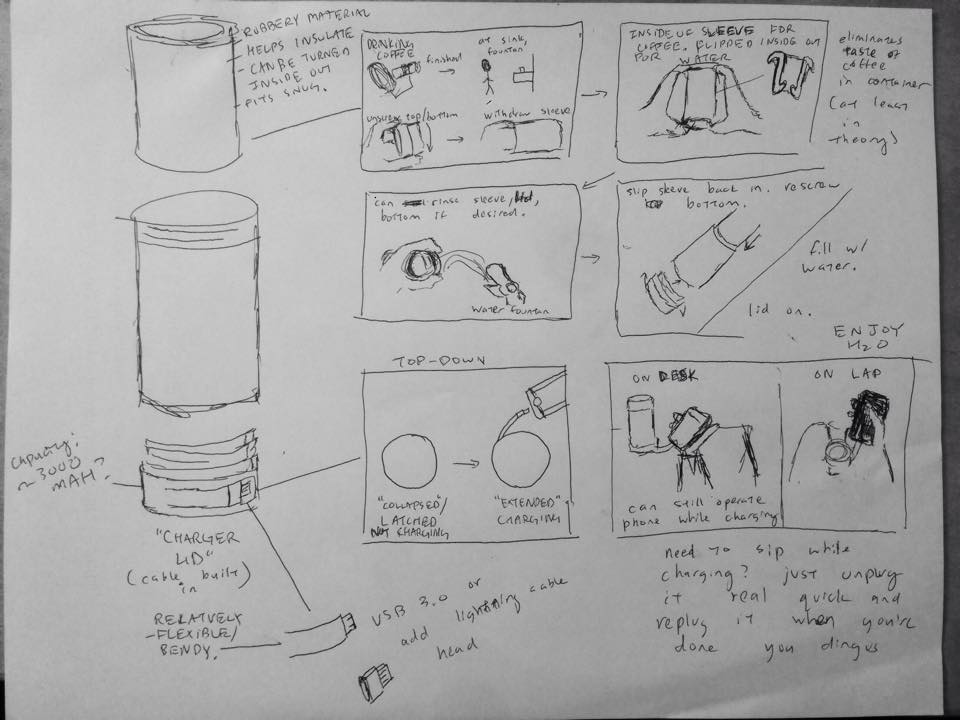 RUBBERY MATERIAL
HELPS INSULATE
- CAN BE TURNED
INSIDE OUT
FITS SNUG.
DRINKING
COFFEE
finished
at sink,
fountain
unscrew top/bottom
withdraw sleeve
INSIDE OF SLEEVE FOR
COFFEE. FLIPPED INSIDE OUT
FOR WATER
eliminates
taste of
coffee
in container
(at least
in
theory)
can rinse sleeve, lid,
bottom if desired.
water fountain
slip sleeve back in. rescrew
bottom.
fill w/
water.
lid on.
ENJOY
H2O
capacity:
~3000
MAH?
"CHARGER
LID"
(cable built
in)
RELATIVELY
-FLEXIBLE/
BENDY.
TOP-DOWN
"COLLAPSED"/
LATCHED
NOT CHARGING
"EXTENDED"
CHARGING
USB 3.0 or
add lightning cable
head
ON DESK
can still operate
phone while charging
ON LAP
need to sip while
charging? just unplug
it real quick and
replug it when you're
done you dingus